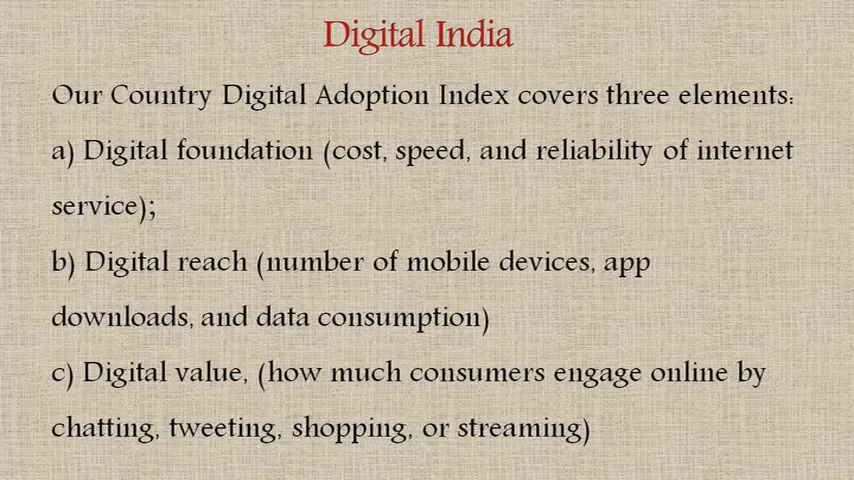 Digital India
Our Country Digital Adoption Index covers three elements:
a) Digital foundation (cost, speed, and reliability of internet
service);
b) Digital reach (number of mobile devices, app
downloads, and data consumption)
c) Digital value, (how much consumers engage online by
chatting, tweeting, shopping, or streaming)